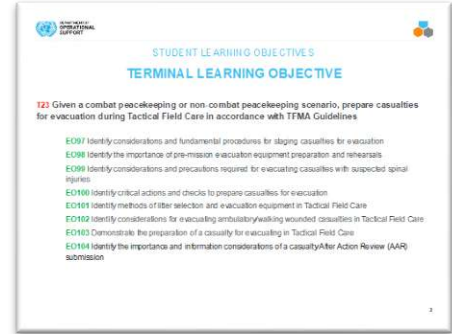 DEPARTMENT OF
OPERATIONAL
SUPPORT
STUDENT LEARNING OBJECTIVES
TERMINAL LEARNING OBJECTIVE
123 Given a combat peacekeeping or non-combat peacekeeping scenario, prepare casualties
for evacuation during Tactical Field Care in accordance with TFMA Guidelines
EO97 Identify considerations and fundamental procedures for staging casualties for evacuation
EO98 Identify the importance of pre-mission evacuation equipment preparation and rehearsals
EO99 Identify considerations and precautions required for evacuating casualties with suspected spinal
injuries
EO100 Identify critical actions and checks to prepare casualties for evacuation
EO101 Identify methods of litter selection and evacuation equipment in Tactical Field Care
EO102 Identify considerations for evacuating ambulatory/walking wounded casualties in Tactical Field Care
EO103 Demonstrate the preparation of a casualty for evacuating in Tactical Field Care
EO104 Identify the importance and information considerations of a casualty After Action Review (AAR)
submission